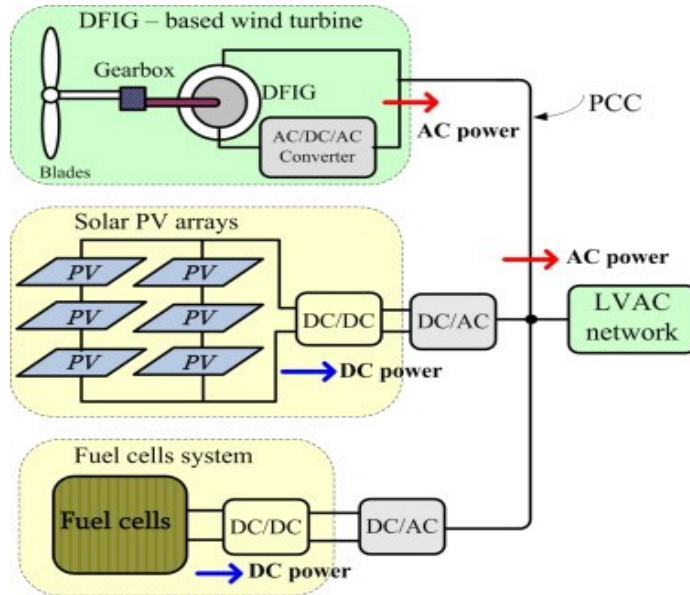 DFIG – based wind turbine
Gearbox
DFIG
AC/DC/AC
Converter
Blades
AC power
PCC
Solar PV arrays
PV PV
PV PV
PV PV
DC/DC
DC/AC
DC power
AC power
LVAC
network
Fuel cells system
Fuel cells
DC/DC
DC/AC
DC power